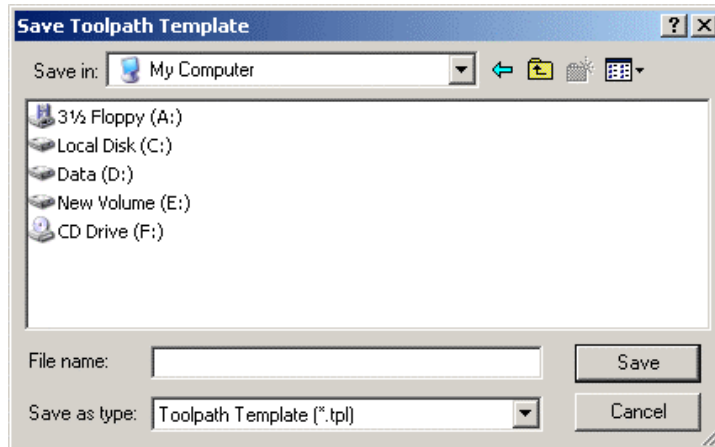 Save Toolpath Template
Save in: My Computer
3½ Floppy (A:)
Local Disk (C:)
Data (D:)
New Volume (E:)
CD Drive (F:)
File name: Save
Save as type: Toolpath Template (*.tpl) Cancel